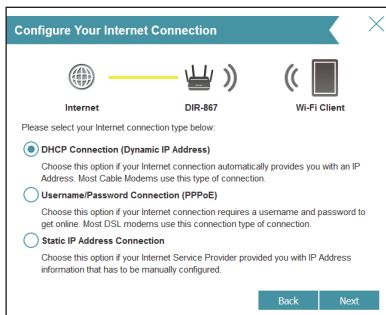 Configure Your Internet Connection
Internet
DIR-867
Wi-Fi Client
Please select your Internet connection type below:
DHCP Connection (Dynamic IP Address)
Choose this option if your Internet connection automatically provides you with an IP
Address. Most Cable Modems use this type of connection.
Username/Password Connection (PPPoE)
Choose this option if your Internet connection requires a username and password to
get online. Most DSL modems use this connection type of connection.
Static IP Address Connection
Choose this option if your Internet Service Provider provided you with IP Address
information that has to be manually configured.
Back
Next